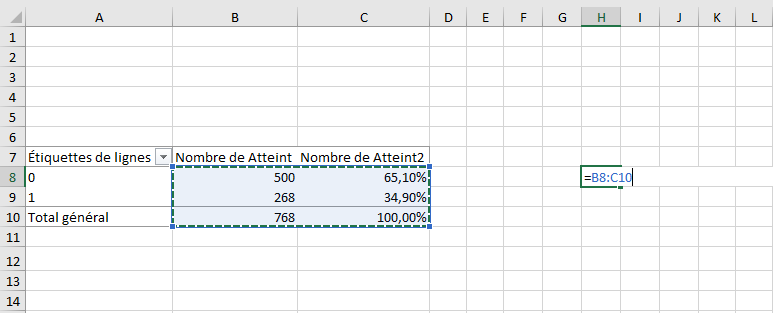 A B C D E F G H I J K L
1
2
3
4
5
6
7 Étiquettes de lignes Nombre de Atteint Nombre de Atteint2
8 0 500 65,10% =B8:C10
9 1 268 34,90%
10 Total général 768 100,00%
11
12
13
14